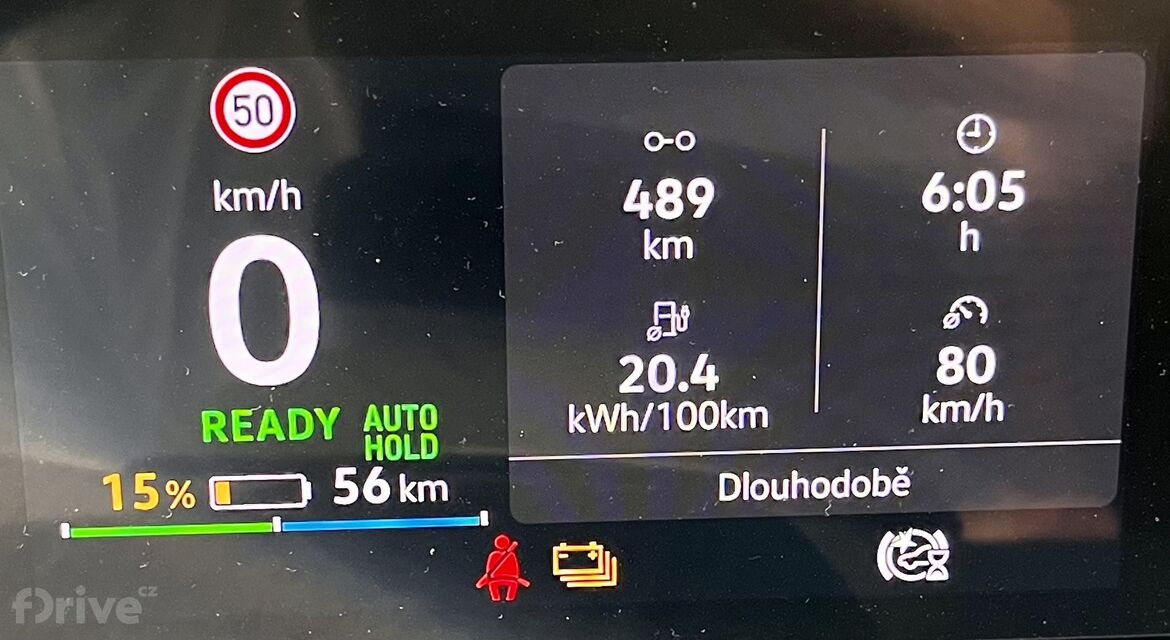 50
km/h
0
READY AUTO HOLD
15% 56 km
489
km
6:05
h
20.4
kWh/100km
80
km/h
Dlouhodobě
fDrive.cz